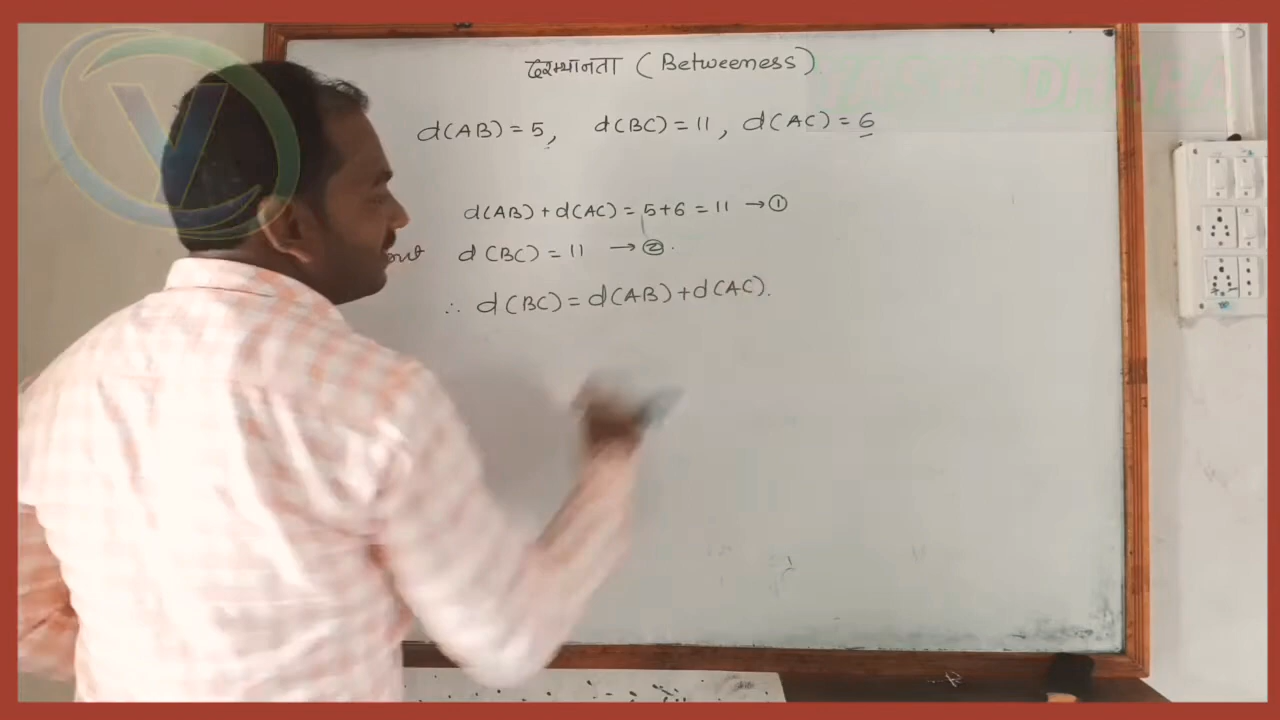 दरम्यानता (Betweeness)
d(AB) = 5, d(BC) = 11, d(AC) = 6
d(AB) + d(AC) = 5+6 = 11 → ①
d(BC) = 11 → ②.
∴ d(BC) = d(AB) + d(AC).